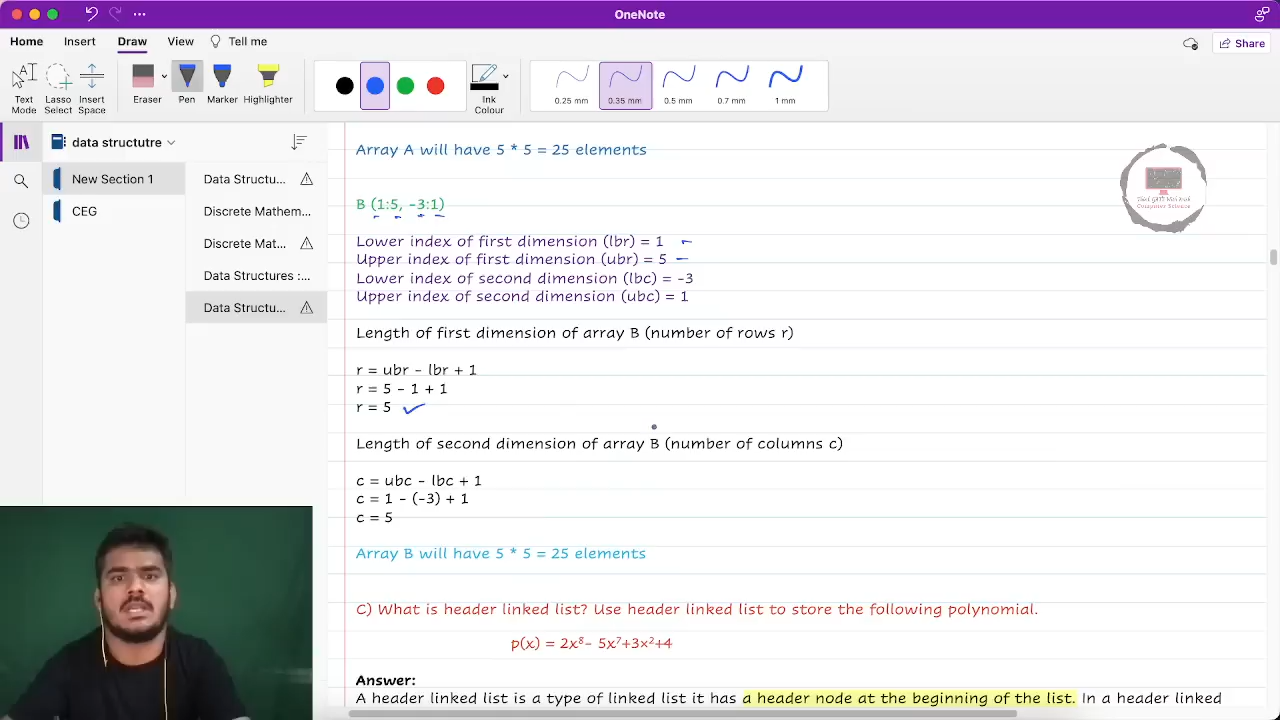 OneNote
Home Insert Draw View Tell me
Share
Text Mode
Lasso Select
Insert Space
Eraser
Pen
Marker
Highlighter
Ink Colour
0.25 mm
0.35 mm
0.5 mm
0.7 mm
1 mm
data structutre
New Section 1
CEG
Data Structu...
Discrete Mathem...
Discrete Mat...
Data Structures :...
Data Structu...
Array A will have 5 * 5 = 25 elements
B (1:5, -3:1)
Lower index of first dimension (lbr) = 1
Upper index of first dimension (ubr) = 5
Lower index of second dimension (lbc) = -3
Upper index of second dimension (ubc) = 1
Length of first dimension of array B (number of rows r)
r = ubr - lbr + 1
r = 5 - 1 + 1
r = 5
Length of second dimension of array B (number of columns c)
c = ubc - lbc + 1
c = 1 - (-3) + 1
c = 5
Array B will have 5 * 5 = 25 elements
C) What is header linked list? Use header linked list to store the following polynomial.
p(x) = 2x⁸- 5x⁷+3x²+4
Answer:
A header linked list is a type of linked list it has a header node at the beginning of the list. In a header linked
Computer Science